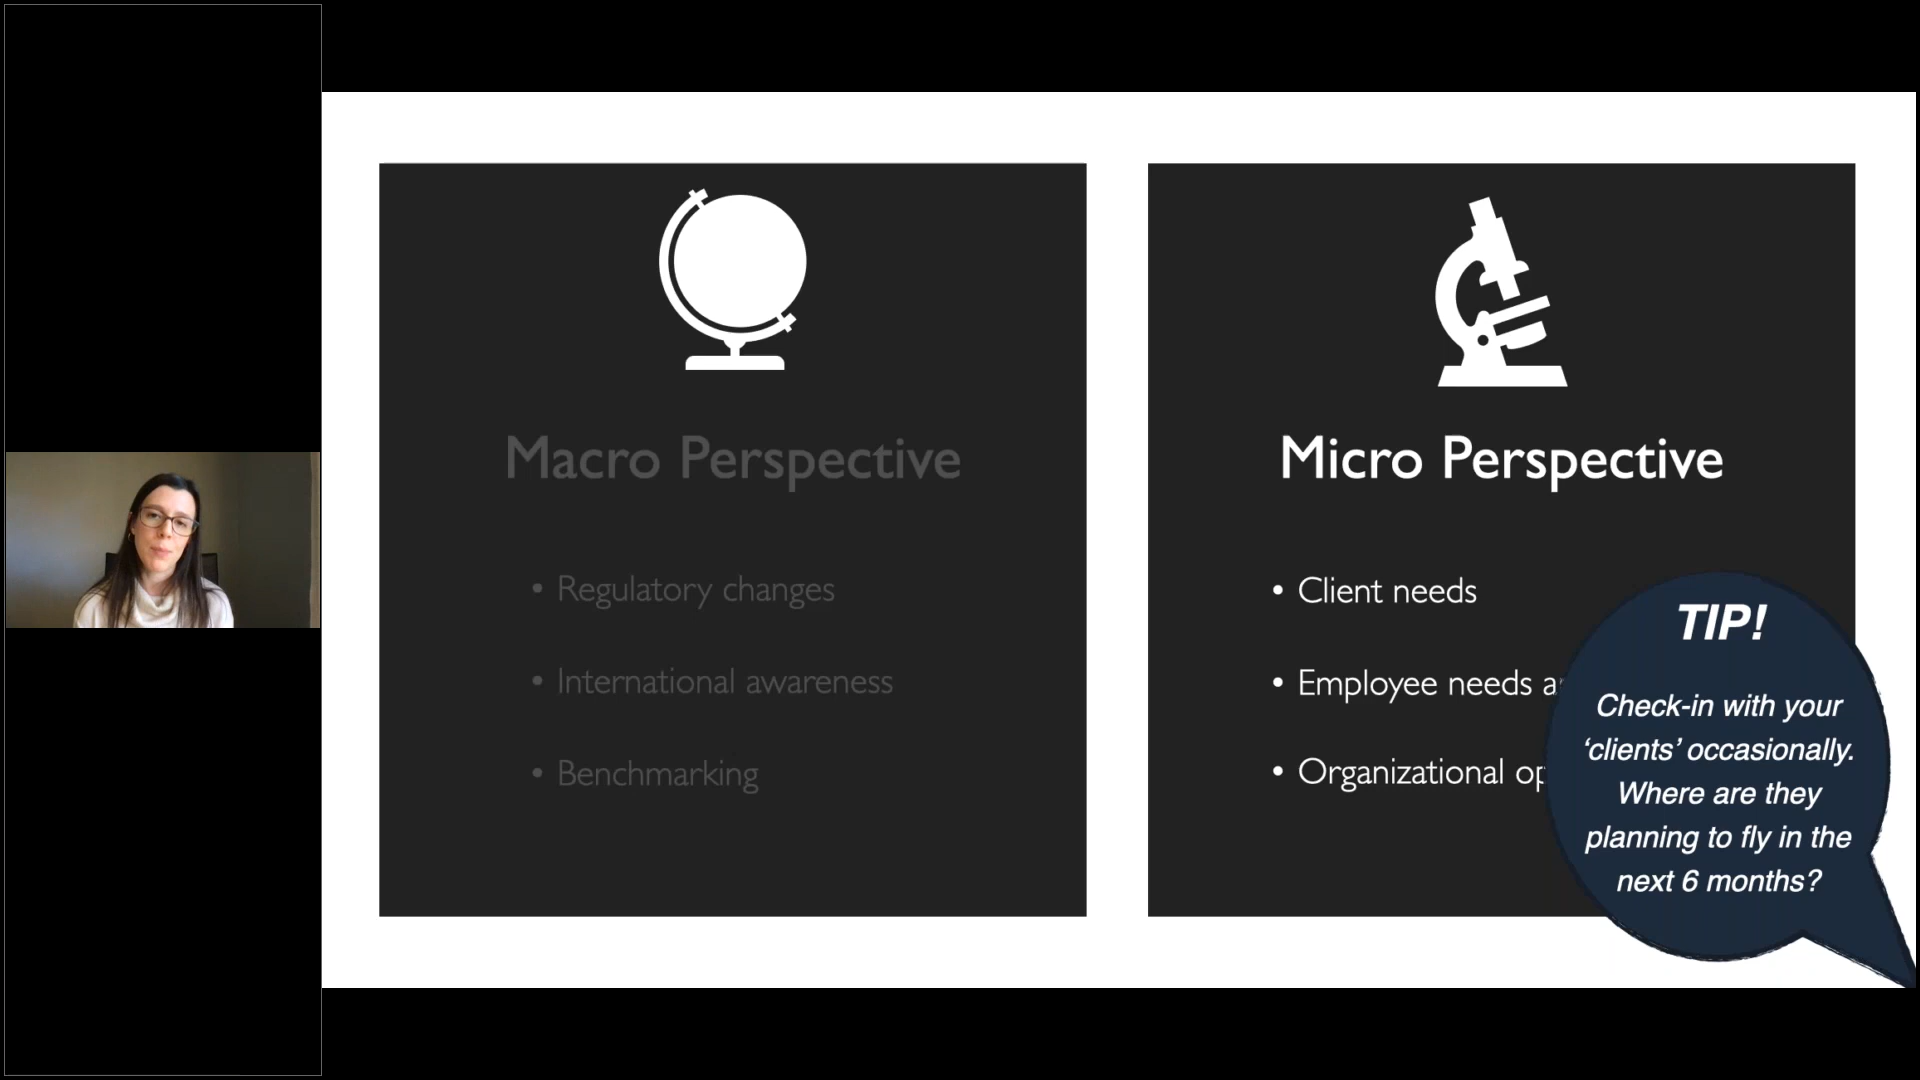 Macro Perspective
• Regulatory changes
• International awareness
• Benchmarking
Micro Perspective
• Client needs
• Employee needs
• Organizational
TIP!
Check-in with your
‘clients’ occasionally.
Where are they
planning to fly in the
next 6 months?